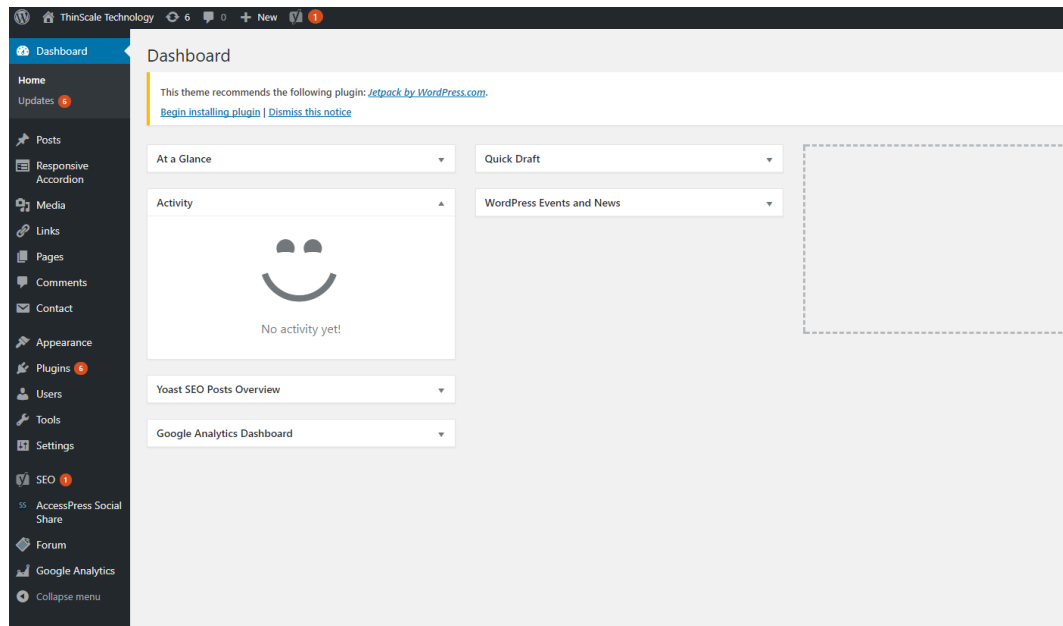 ThinScale Technology 6 0 New 1
Dashboard
Home
Updates 6
Posts
Responsive
Accordion
Media
Links
Pages
Comments
Contact
Appearance
Plugins 6
Users
Tools
Settings
SEO 1
SS AccessPress Social
Share
Forum
Google Analytics
Collapse menu
Dashboard
This theme recommends the following plugin: Jetpack by WordPress.com.
Begin installing plugin | Dismiss this notice
At a Glance
Activity
No activity yet!
Yoast SEO Posts Overview
Google Analytics Dashboard
Quick Draft
WordPress Events and News